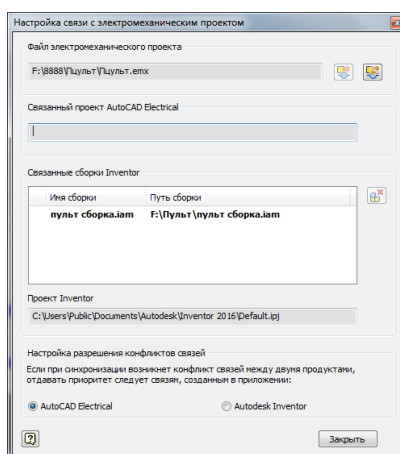 Настройка связи с электромеханическим проектом
Файл электромеханического проекта
F:\8888\Пцульт\Пцульт.emx
Связанный проект AutoCAD Electrical
Связанные сборки Inventor
Имя сборки Путь сборки
пульт сборка.iam F:\Пульт\пульт сборка.iam
Проект Inventor
C:\Users\Public\Documents\Autodesk\Inventor 2016\Default.ipj
Настройка разрешения конфликтов связей
Если при синхронизации возникнет конфликт связей между двумя продуктами,
отдавать приоритет следует связям, созданным в приложении:
AutoCAD Electrical Autodesk Inventor
Закрыть